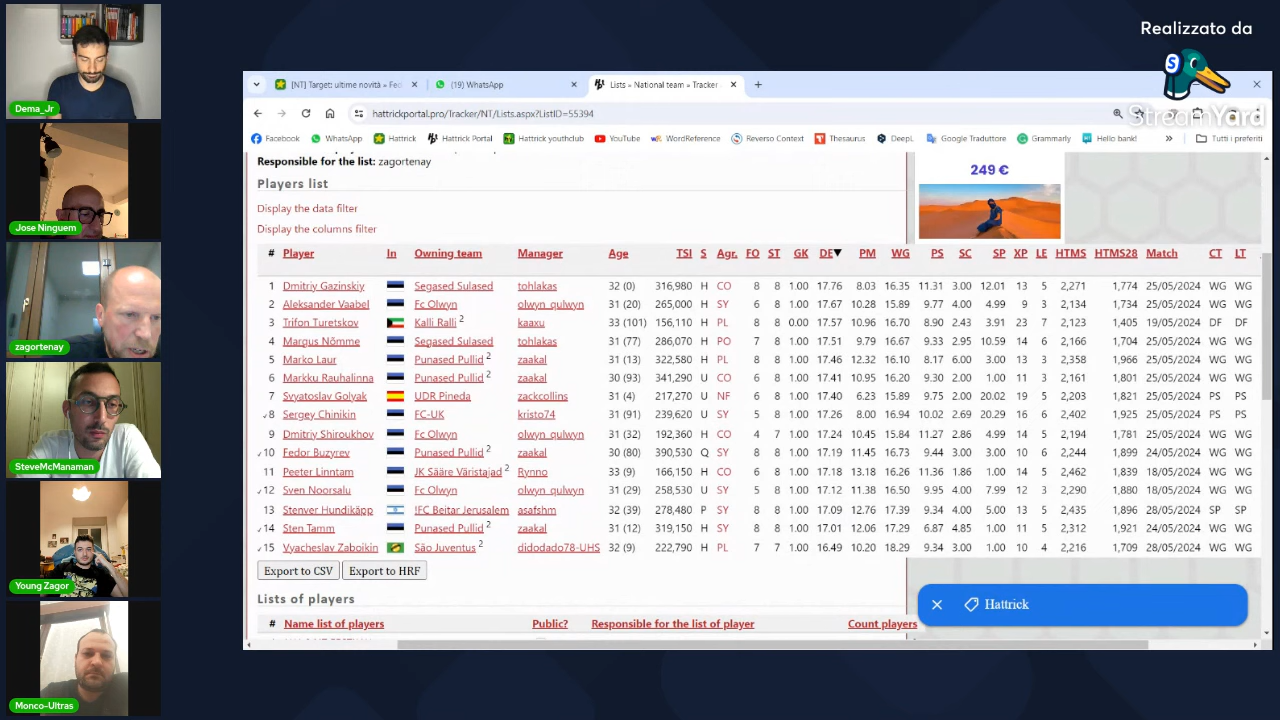 Realizzato da
StreamYard
Dema_Jr
Jose Ninguem
zagortenay
SteveMcManaman
Young Zagor
Monco-Ultras
[NT] Target: ultime novità » Fe
(19) WhatsApp
Lists » National team » Tracker
hattrickportal.pro/Tracker/NT/Lists.aspx?ListID=55394
Facebook WhatsApp Hattrick Hattrick Portal Hattrick youthclub YouTube WordReference Reverso Context Thesaurus DeepL Google Traduttore Grammarly Hello bank! » Tutti i preferiti
Responsible for the list: zagortenay
249 €
Players list
Display the data filter
Display the columns filter
# Player In Owning team Manager Age TSI S Agr. FO ST GK DE▼ PM WG PS SC SP XP LE HTMS HTMS28 Match CT LT
1 Dmitriy Gazinskiy Segased Sulased tohlakas 32 (0) 316,980 H CO 8 8 1.00 17.76 8.03 16.35 11.31 3.00 12.01 13 5 2,271 1,774 25/05/2024 WG WG
2 Aleksander Vaabel Fc Olwyn olwyn_qulwyn 31 (20) 265,000 H SY 6 8 1.00 17.67 10.28 15.89 9.77 4.00 4.99 9 3 2,134 1,734 25/05/2024 WG WG
3 Trifon Turetskov Kalli Ralli 2 kaaxu 33 (101) 156,110 H PL 8 8 0.00 17.57 10.96 16.70 8.90 2.43 3.91 23 7 2,123 1,405 19/05/2024 DF DF
4 Margus Nõmme Segased Sulased tohlakas 31 (77) 286,070 H PO 8 8 1.00 17.51 9.79 16.67 9.33 2.95 10.59 14 6 2,166 1,704 25/05/2024 WG WG
5 Marko Laur Punased Pullid 2 zaakal 31 (13) 322,580 H PL 5 8 1.00 17.46 12.32 16.10 8.17 6.00 3.00 13 3 2,358 1,968 25/05/2024 WG WG
6 Markku Rauhalinna Punased Pullid 2 zaakal 30 (93) 341,290 U CO 6 8 1.00 17.41 10.95 16.20 9.30 2.00 1.00 11 3 2,161 1,801 25/05/2024 WG WG
7 Svyatoslav Golyak UDR Pineda zackcollins 31 (4) 217,270 U NF 6 8 1.00 17.40 6.23 15.89 9.75 2.00 20.02 19 5 2,203 1,821 25/05/2024 PS PS
✓8 Sergey Chinikin FC-UK kristo74 31 (91) 239,620 U SY 5 8 1.00 17.26 8.00 16.94 10.02 2.69 20.29 16 5 2,402 1,925 25/05/2024 PS PS
9 Dmitriy Shiroukhov Fc Olwyn olwyn_qulwyn 31 (32) 192,360 H CO 4 7 1.00 17.24 10.45 15.84 11.27 2.86 4.99 14 5 2,194 1,781 25/05/2024 WG WG
✓10 Fedor Buzyrev Punased Pullid 2 zaakal 30 (80) 390,530 Q SY 8 8 1.00 17.19 11.45 16.73 9.44 3.00 3.00 10 6 2,244 1,899 25/05/2024 WG WG
11 Peeter Linntam JK Sääre Väristajad 2 Rynno 33 (9) 166,150 H CO 5 8 1.00 17.18 13.18 16.26 11.36 1.86 1.00 14 5 2,462 1,839 18/05/2024 WG WG
✓12 Sven Noorsalu Fc Olwyn olwyn_qulwyn 31 (29) 258,530 U SY 5 8 1.00 17.12 11.38 16.50 9.95 4.00 7.99 12 3 2,290 1,880 18/05/2024 WG WG
13 Stenver Hundikäpp !FC Beitar Jerusalem asafshm 32 (39) 278,480 P SY 8 8 1.00 17.09 12.76 17.39 9.34 4.00 5.00 13 5 2,435 1,896 28/05/2024 SP SP
✓14 Sten Tamm Punased Pullid 2 zaakal 31 (12) 319,150 H SY 8 8 1.00 17.01 12.06 17.29 6.87 4.85 1.00 11 5 2,312 1,921 24/05/2024 WG WG
✓15 Vyacheslav Zaboikin São Juventus 2 didodado78-UHS 32 (9) 222,790 H PL 7 7 1.00 16.49 10.20 18.29 9.34 3.00 1.00 10 4 2,216 1,709 28/05/2024 WG WG
Export to CSV Export to HRF
Lists of players
Hattrick
# Name list of players Public? Responsible for the list of player Count players